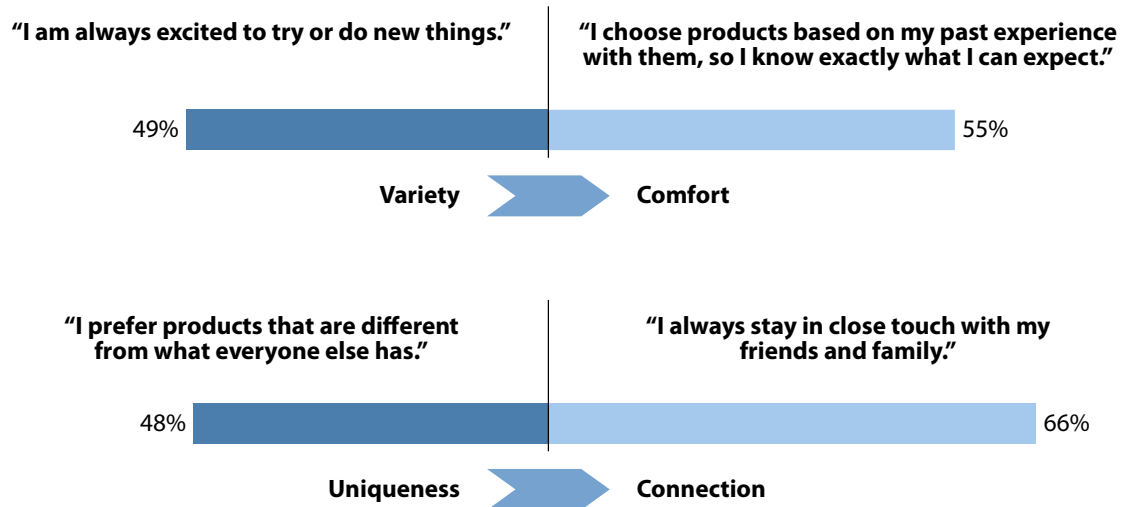 “I am always excited to try or do new things.”
“I choose products based on my past experience
with them, so I know exactly what I can expect.”
49%
55%
Variety
Comfort
“I prefer products that are different
from what everyone else has.”
“I always stay in close touch with my
friends and family.”
48%
66%
Uniqueness
Connection